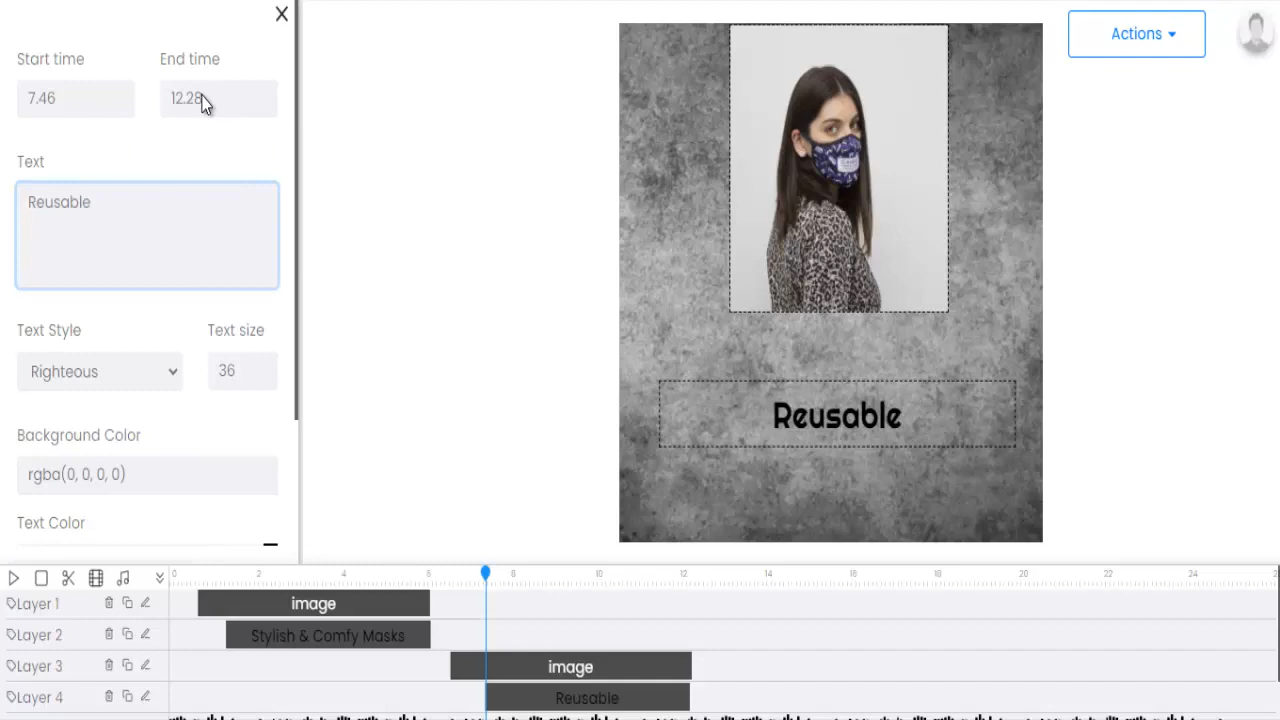 X
Start time End time
7.46 12.28
Text
Reusable
Text Style Text size
Righteous 36
Background Color
rgba(0, 0, 0, 0)
Text Color
Actions
Reusable
0 2 4 6 8 10 12 14 16 18 20 22 24
Layer 1 image
Layer 2 Stylish & Comfy Masks
Layer 3 image
Layer 4 Reusable